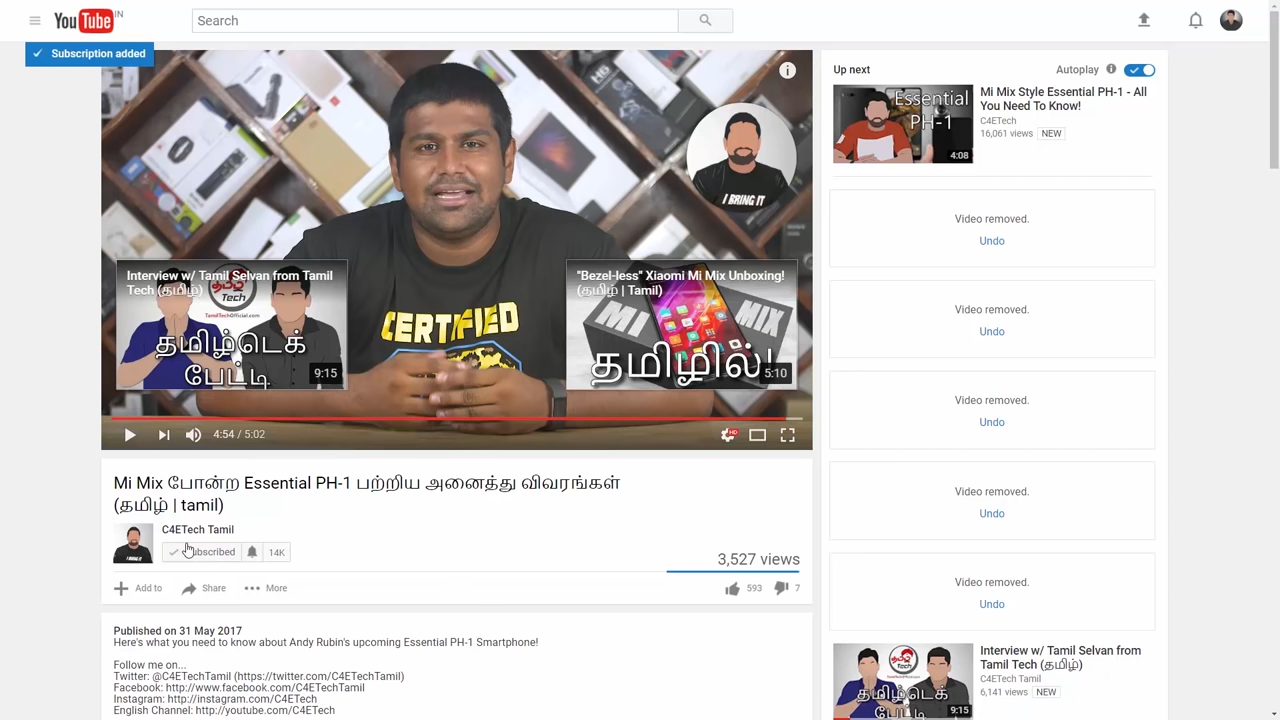 YouTube IN
Search
Subscription added
Interview w/ Tamil Selvan from Tamil
Tech (தமிழ்)
தமிழ் Tech
TamilTechOfficial.com
தமிழ்டெக்
பேட்டி
9:15
I BRING IT
CERTIFIED
"Bezel-less" Xiaomi Mi Mix Unboxing!
(தமிழ் | Tamil)
MI MIX
தமிழில்!
5:10
4:54 / 5:02
HD
Mi Mix போன்ற Essential PH-1 பற்றிய அனைத்து விவரங்கள்
(தமிழ் | tamil)
C4ETech Tamil
I BRING IT
Subscribed 14K
3,527 views
Add to Share More 593 7
Published on 31 May 2017
Here's what you need to know about Andy Rubin's upcoming Essential PH-1 Smartphone!
Follow me on...
Twitter: @C4ETechTamil (https://twitter.com/C4ETechTamil)
Facebook: http://www.facebook.com/C4ETechTamil
Instagram: http://instagram.com/C4ETech
English Channel: http://youtube.com/C4ETech
Up next Autoplay
Essential
PH-1
4:08
Mi Mix Style Essential PH-1 - All
You Need To Know!
C4ETech
16,061 views NEW
Video removed.
Undo
Video removed.
Undo
Video removed.
Undo
Video removed.
Undo
Video removed.
Undo
தமிழ் Tech
தமிழ்டெக்
பேட்டி
9:15
Interview w/ Tamil Selvan from
Tamil Tech (தமிழ்)
C4ETech Tamil
6,141 views NEW